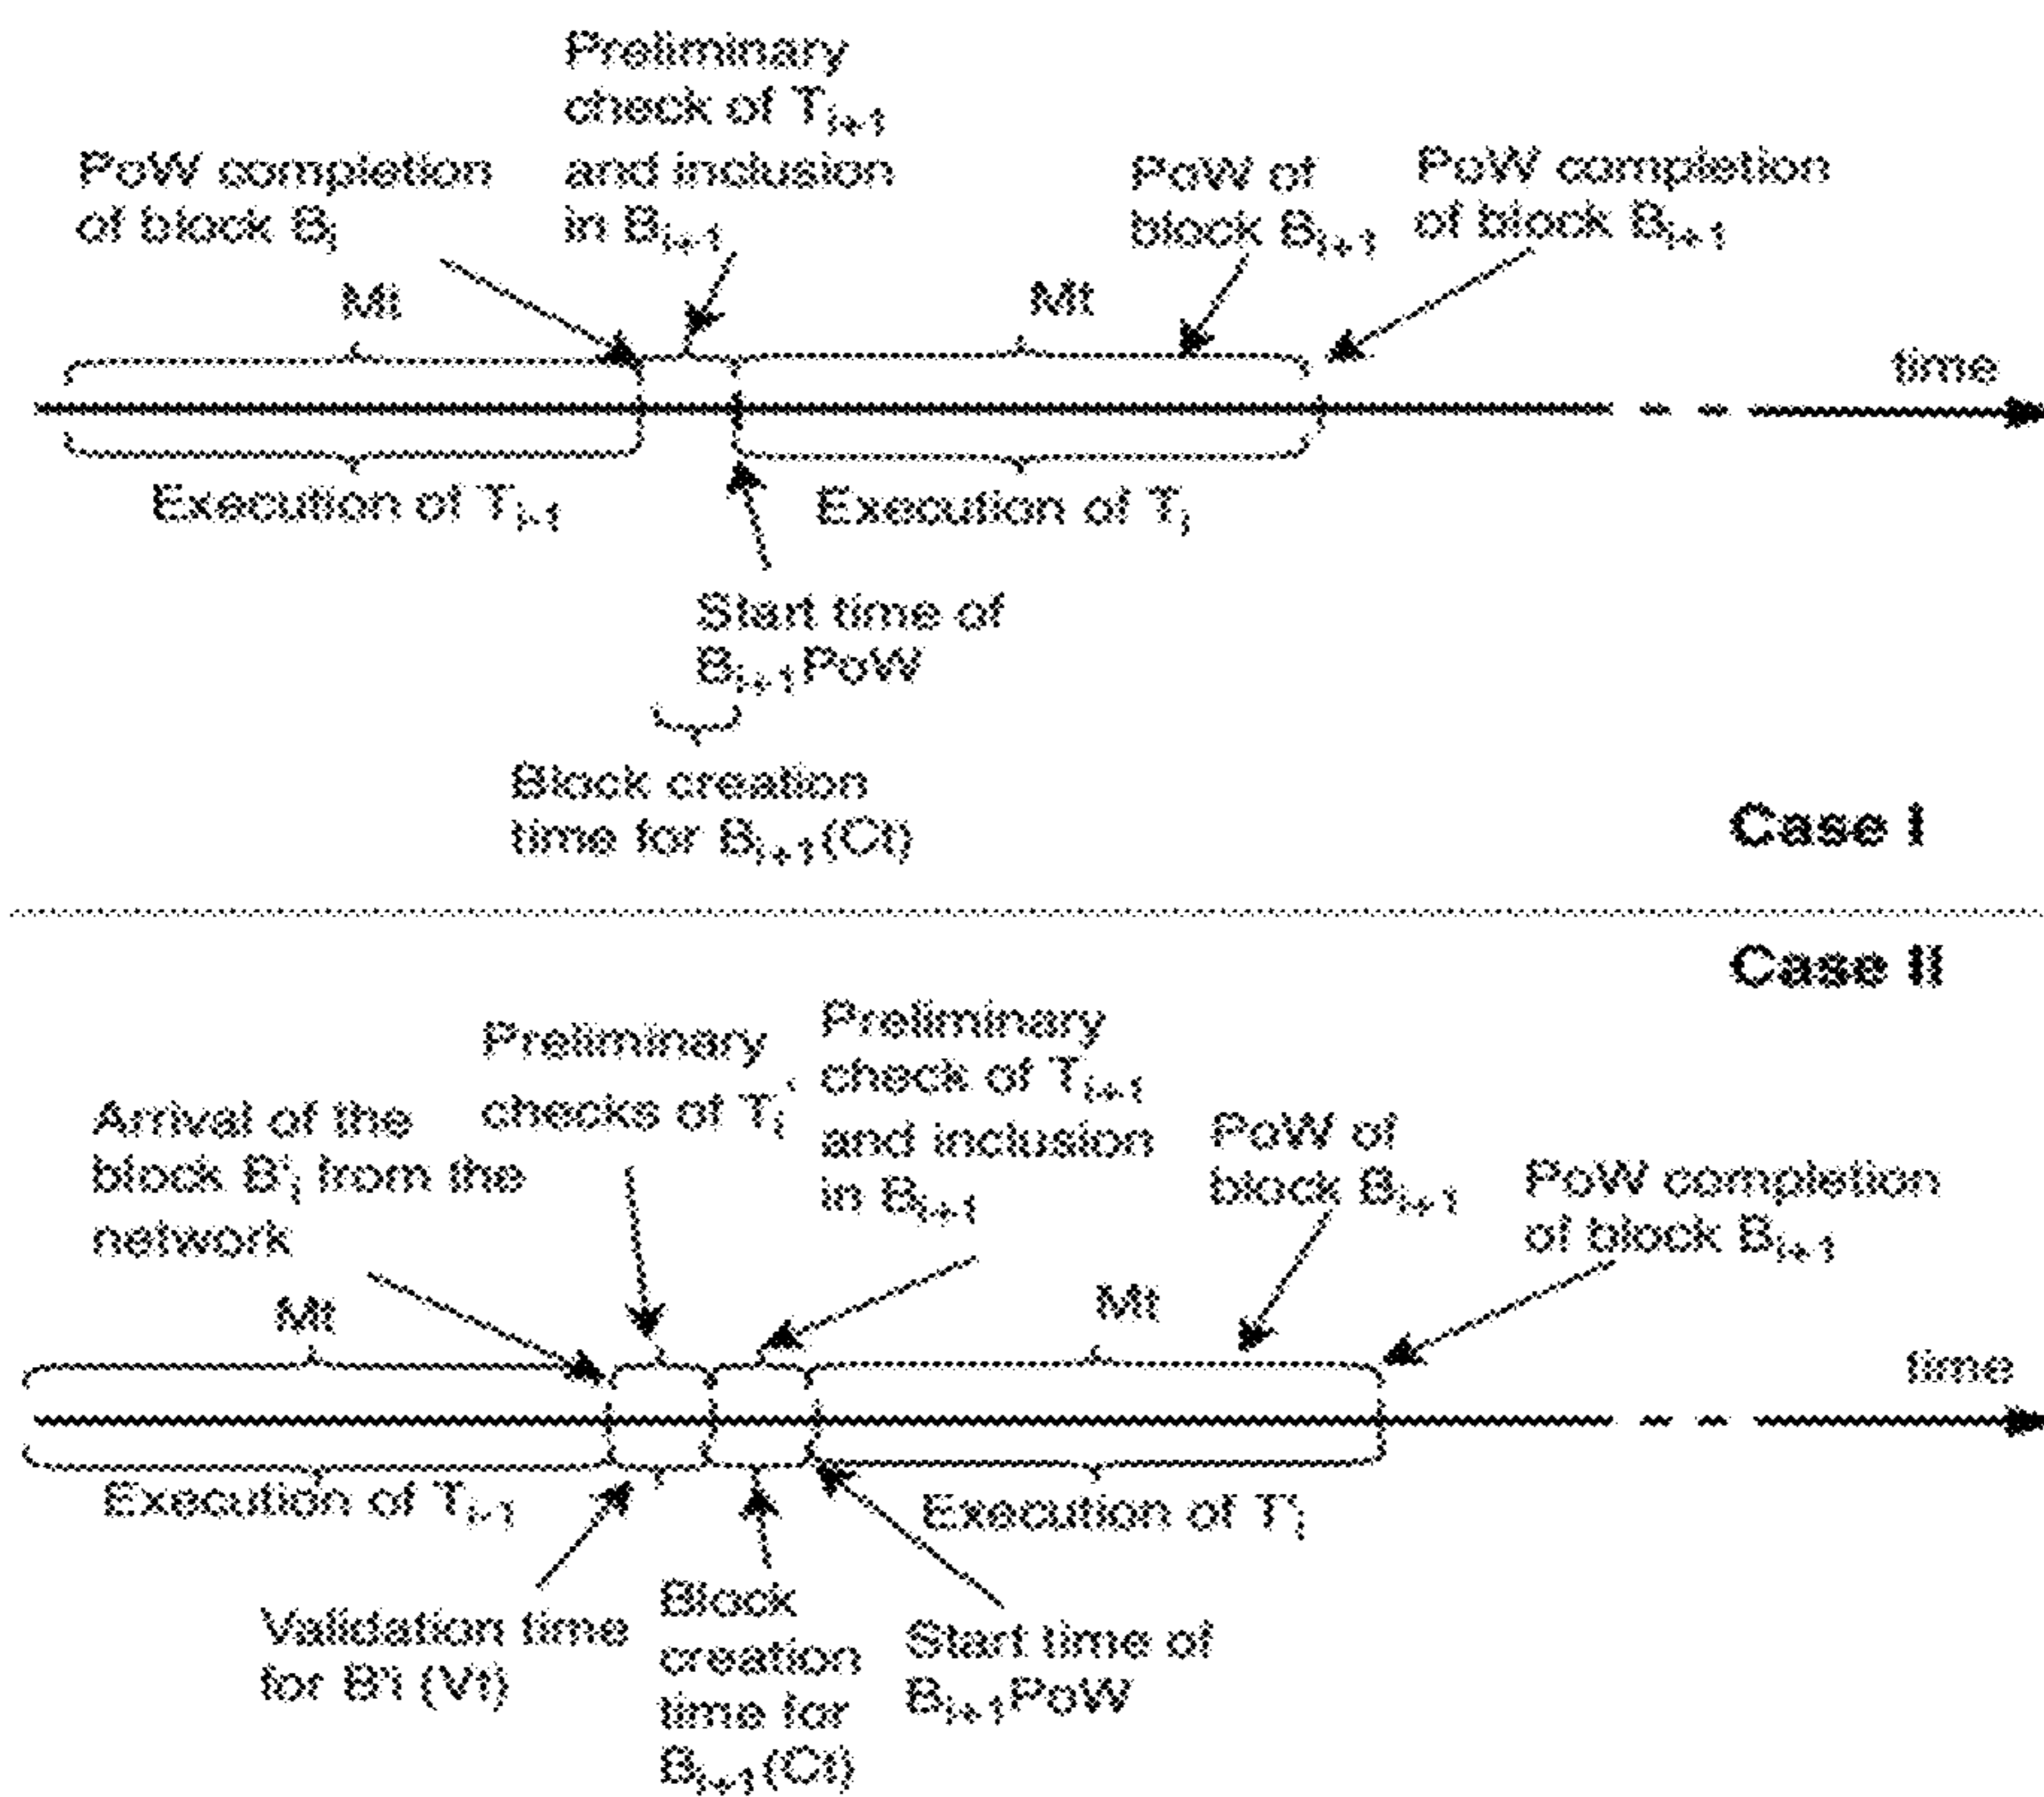 Preliminary
check of Tᵢ₊₁
and inclusion
in Bᵢ₊₁
PoW completion
of block Bᵢ
PoW of
block Bᵢ₊₁
PoW completion
of block Bᵢ₊₁
Mt
Mt
time
Execution of Tᵢ₋₁
Execution of Tᵢ
Start time of
Bᵢ₊₁PoW
Block creation
time for Bᵢ₊₁(Ct)
Case I
Case II
Preliminary
checks of Tᵢ'
Preliminary
check of Tᵢ₊₁
and inclusion
in Bᵢ₊₁
Arrival of the
block B'ᵢ from the
network
PoW of
block Bᵢ₊₁
PoW completion
of block Bᵢ₊₁
Mt
Mt
time
Execution of Tᵢ₋₁
Execution of T'ᵢ
Validation time
for B'i (Vt)
Block
creation
time for
Bᵢ₊₁(Ct)
Start time of
Bᵢ₊₁PoW